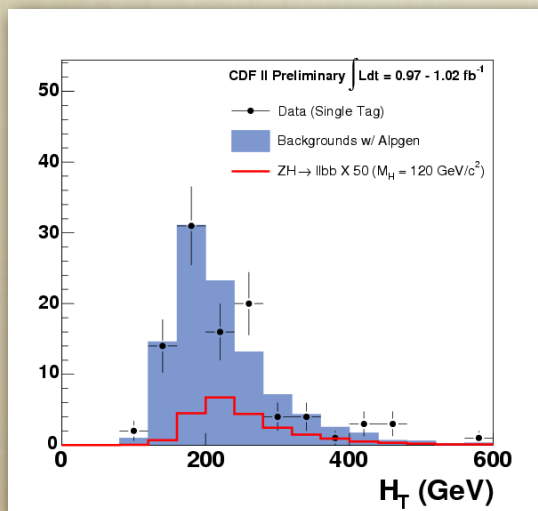 CDF II Preliminary ∫ Ldt = 0.97 - 1.02 fb⁻¹
Data (Single Tag)
Backgrounds w/ Alpgen
ZH→ llbb X 50 (M_H = 120 GeV/c²)
50
40
30
20
10
0
0 200 400 600
H_T (GeV)